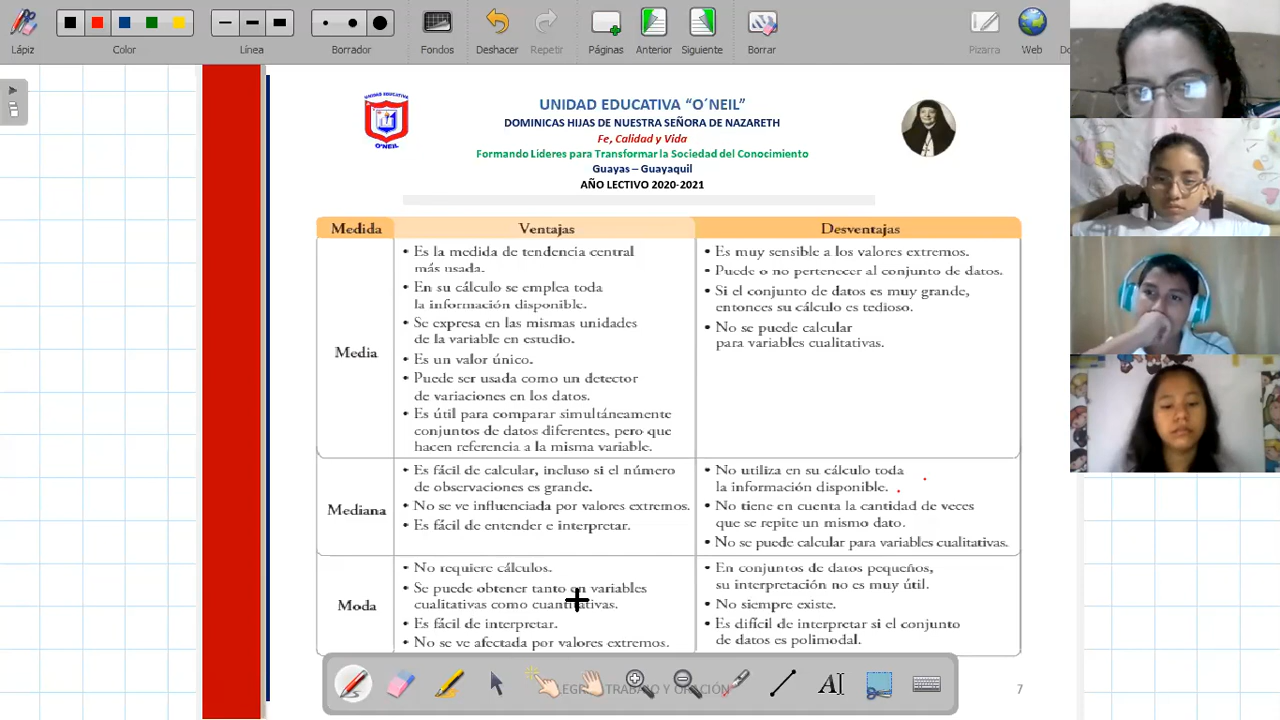 Lápiz
Color
Línea
Borrador
Fondos
Deshacer
Repetir
Páginas
Anterior
Siguiente
Borrar
Pizarra
Web
UNIDAD EDUCATIVA
O´NEIL
UNIDAD EDUCATIVA “O´NEIL”
DOMINICAS HIJAS DE NUESTRA SEÑORA DE NAZARETH
Fe, Calidad y Vida
Formando Lideres para Transformar la Sociedad del Conocimiento
Guayas – Guayaquil
AÑO LECTIVO 2020-2021
Medida
Ventajas
Desventajas
Media
• Es la medida de tendencia central
más usada.
• En su cálculo se emplea toda
la información disponible.
• Se expresa en las mismas unidades
de la variable en estudio.
• Es un valor único.
• Puede ser usada como un detector
de variaciones en los datos.
• Es útil para comparar simultáneamente
conjuntos de datos diferentes, pero que
hacen referencia a la misma variable.
• Es muy sensible a los valores extremos.
• Puede o no pertenecer al conjunto de datos.
• Si el conjunto de datos es muy grande,
entonces su cálculo es tedioso.
• No se puede calcular
para variables cualitativas.
Mediana
• Es fácil de calcular, incluso si el número
de observaciones es grande.
• No se ve influenciada por valores extremos.
• Es fácil de entender e interpretar.
• No utiliza en su cálculo toda
la información disponible.
• No tiene en cuenta la cantidad de veces
que se repite un mismo dato.
• No se puede calcular para variables cualitativas.
Moda
• No requiere cálculos.
• Se puede obtener tanto en variables
cualitativas como cuantitativas.
• Es fácil de interpretar.
• No se ve afectada por valores extremos.
• En conjuntos de datos pequeños,
su interpretación no es muy útil.
• No siempre existe.
• Es difícil de interpretar si el conjunto
de datos es polimodal.
TRABAJO Y ORACIÓN
7